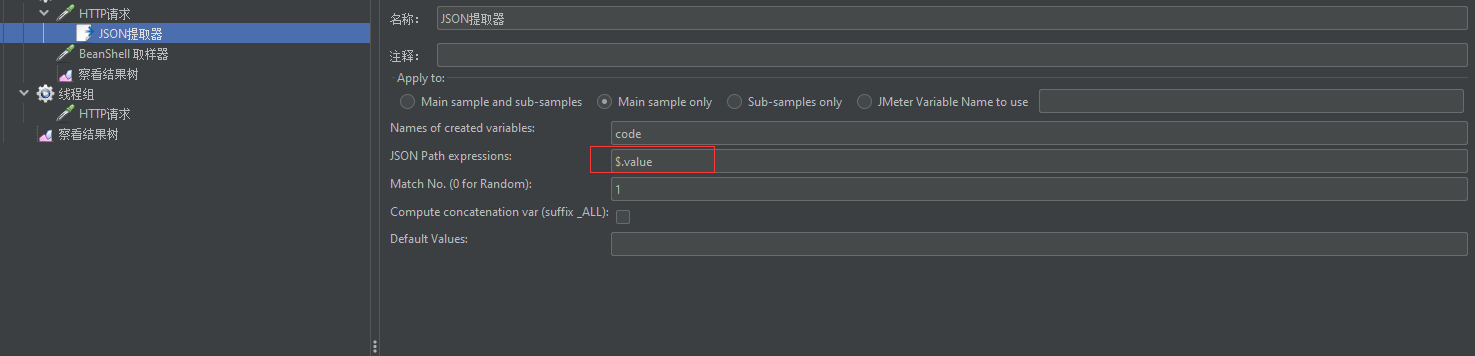 HTTP请求
JSON提取器
BeanShell 取样器
察看结果树
线程组
HTTP请求
察看结果树
名称： JSON提取器
注释：
Apply to:
Main sample and sub-samples Main sample only Sub-samples only JMeter Variable Name to use
Names of created variables: code
JSON Path expressions: $.value
Match No. (0 for Random): 1
Compute concatenation var (suffix _ALL):
Default Values: